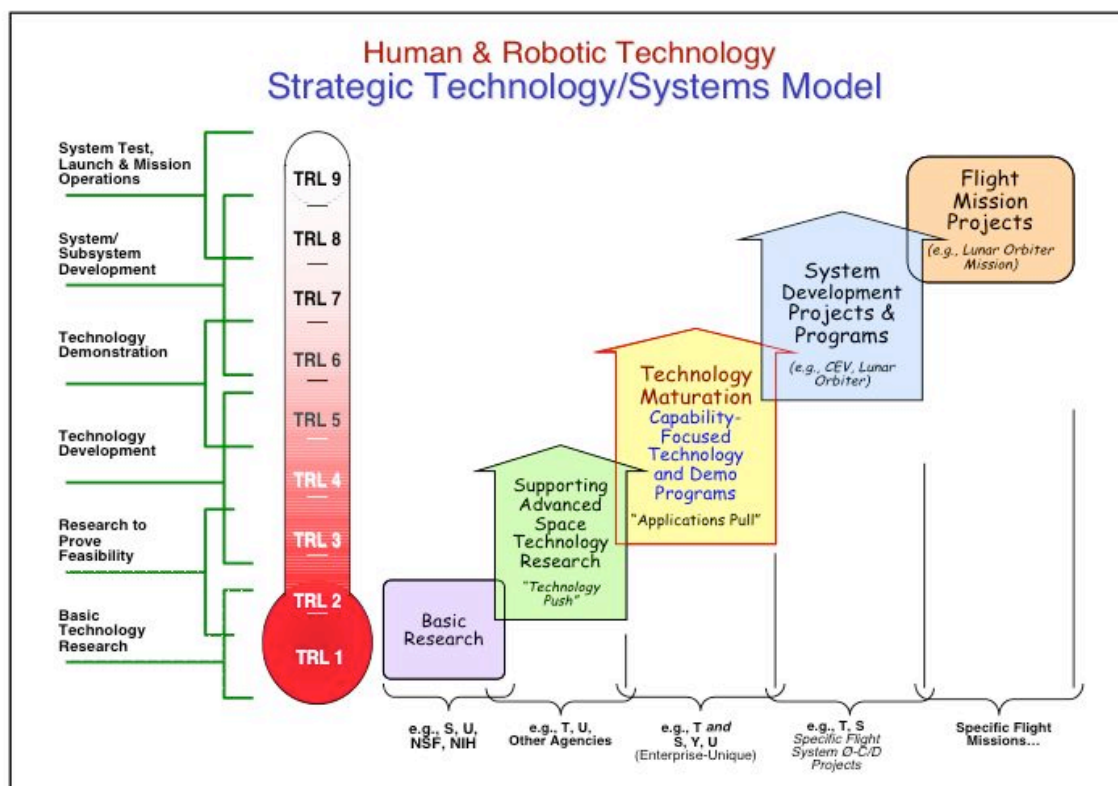 Human & Robotic Technology
Strategic Technology/Systems Model
System Test,
Launch & Mission
Operations
System/
Subsystem
Development
Technology
Demonstration
Technology
Development
Research to
Prove
Feasibility
Basic
Technology
Research
TRL 9
TRL 8
TRL 7
TRL 6
TRL 5
TRL 4
TRL 3
TRL 2
TRL 1
Basic
Research
Supporting
Advanced
Space
Technology
Research
"Technology
Push"
Technology
Maturation
Capability-
Focused
Technology
and Demo
Programs
"Applications Pull"
System
Development
Projects &
Programs
(e.g., CEV, Lunar
Orbiter)
Flight
Mission
Projects
(e.g., Lunar Orbiter
Mission)
e.g., S, U,
NSF, NIH
e.g., T, U,
Other Agencies
e.g., T and
S, Y, U
(Enterprise-Unique)
e.g., T, S
Specific Flight
System Ø-C/D
Projects
Specific Flight
Missions...